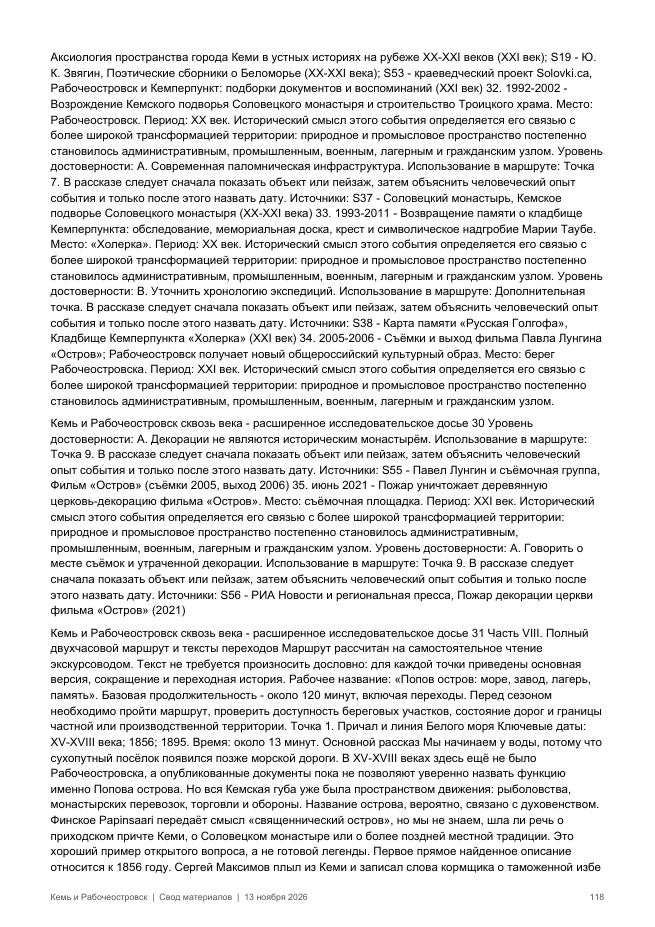 Аксиология пространства города Кеми в устных историях на рубеже XX-XXI веков (XXI век); S19 - Ю.
К. Звягин, Поэтические сборники о Беломорье (XX-XXI века); S53 - краеведческий проект Solovki.ca,
Рабочеостровск и Кемперпункт: подборки документов и воспоминаний (XXI век) 32. 1992-2002 -
Возрождение Кемского подворья Соловецкого монастыря и строительство Троицкого храма. Место:
Рабочеостровск. Период: XX век. Исторический смысл этого события определяется его связью с
более широкой трансформацией территории: природное и промысловое пространство постепенно
становилось административным, промышленным, военным, лагерным и гражданским узлом. Уровень
достоверности: A. Современная паломническая инфраструктура. Использование в маршруте: Точка
7. В рассказе следует сначала показать объект или пейзаж, затем объяснить человеческий опыт
события и только после этого назвать дату. Источники: S37 - Соловецкий монастырь, Кемское
подворье Соловецкого монастыря (XX-XXI века) 33. 1993-2011 - Возвращение памяти о кладбище
Кемперпункта: обследование, мемориальная доска, крест и символическое надгробие Марии Таубе.
Место: «Холерка». Период: XX век. Исторический смысл этого события определяется его связью с
более широкой трансформацией территории: природное и промысловое пространство постепенно
становилось административным, промышленным, военным, лагерным и гражданским узлом. Уровень
достоверности: B. Уточнить хронологию экспедиций. Использование в маршруте: Дополнительная
точка. В рассказе следует сначала показать объект или пейзаж, затем объяснить человеческий опыт
события и только после этого назвать дату. Источники: S38 - Карта памяти «Русская Голгофа»,
Кладбище Кемперпункта «Холерка» (XXI век) 34. 2005-2006 - Съёмки и выход фильма Павла Лунгина
«Остров»; Рабочеостровск получает новый общероссийский культурный образ. Место: берег
Рабочеостровска. Период: XXI век. Исторический смысл этого события определяется его связью с
более широкой трансформацией территории: природное и промысловое пространство постепенно
становилось административным, промышленным, военным, лагерным и гражданским узлом.
Кемь и Рабочеостровск сквозь века - расширенное исследовательское досье 30 Уровень
достоверности: A. Декорации не являются историческим монастырём. Использование в маршруте:
Точка 9. В рассказе следует сначала показать объект или пейзаж, затем объяснить человеческий
опыт события и только после этого назвать дату. Источники: S55 - Павел Лунгин и съёмочная группа,
Фильм «Остров» (съёмки 2005, выход 2006) 35. июнь 2021 - Пожар уничтожает деревянную
церковь-декорацию фильма «Остров». Место: съёмочная площадка. Период: XXI век. Исторический
смысл этого события определяется его связью с более широкой трансформацией территории:
природное и промысловое пространство постепенно становилось административным,
промышленным, военным, лагерным и гражданским узлом. Уровень достоверности: A. Говорить о
месте съёмок и утраченной декорации. Использование в маршруте: Точка 9. В рассказе следует
сначала показать объект или пейзаж, затем объяснить человеческий опыт события и только после
этого назвать дату. Источники: S56 - РИА Новости и региональная пресса, Пожар декорации церкви
фильма «Остров» (2021)
Кемь и Рабочеостровск сквозь века - расширенное исследовательское досье 31 Часть VIII. Полный
двухчасовой маршрут и тексты переходов Маршрут рассчитан на самостоятельное чтение
экскурсоводом. Текст не требуется произносить дословно: для каждой точки приведены основная
версия, сокращение и переходная история. Рабочее название: «Попов остров: море, завод, лагерь,
память». Базовая продолжительность - около 120 минут, включая переходы. Перед сезоном
необходимо пройти маршрут, проверить доступность береговых участков, состояние дорог и границы
частной или производственной территории. Точка 1. Причал и линия Белого моря Ключевые даты:
XV-XVIII века; 1856; 1895. Время: около 13 минут. Основной рассказ Мы начинаем у воды, потому что
сухопутный посёлок появился позже морской дороги. В XV-XVIII веках здесь ещё не было
Рабочеостровска, а опубликованные документы пока не позволяют уверенно назвать функцию
именно Попова острова. Но вся Кемская губа уже была пространством движения: рыболовства,
монастырских перевозок, торговли и обороны. Название острова, вероятно, связано с духовенством.
Финское Papinsaari передаёт смысл «священнический остров», но мы не знаем, шла ли речь о
приходском причте Кеми, о Соловецком монастыре или о более поздней местной традиции. Это
хороший пример открытого вопроса, а не готовой легенды. Первое прямое найденное описание
относится к 1856 году. Сергей Максимов плыл из Кеми и записал слова кормщика о таможенной избе
Кемь и Рабочеостровск | Свод материалов | 13 ноября 2026
118